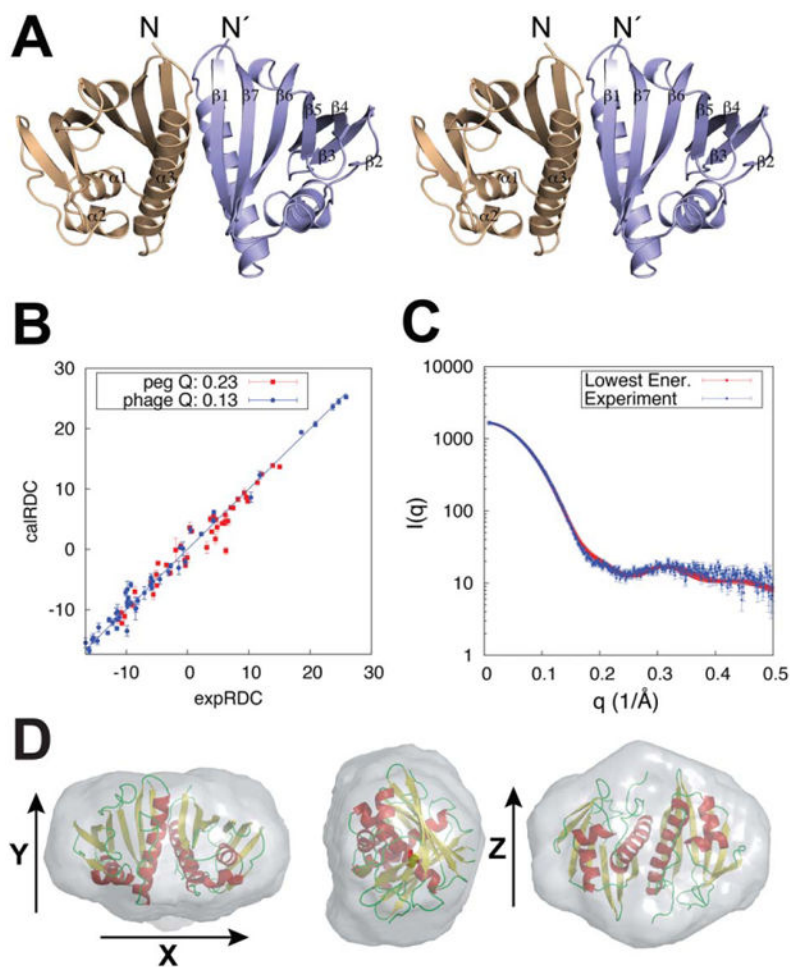 A
N N´ N N´
β1 β7 β6 β5 β4 β3 β2 β1 β7 β6 β5 β4 β3 β2
α1 α3 α1 α3
α2 α2
B
30
20
10
0
-10
-10 0 10 20 30
calRDC
expRDC
peg Q: 0.23
phage Q: 0.13
C
10000
1000
100
10
1
0 0.1 0.2 0.3 0.4 0.5
I(q)
q (1/Å)
Lowest Ener.
Experiment
D
Y
X
Z